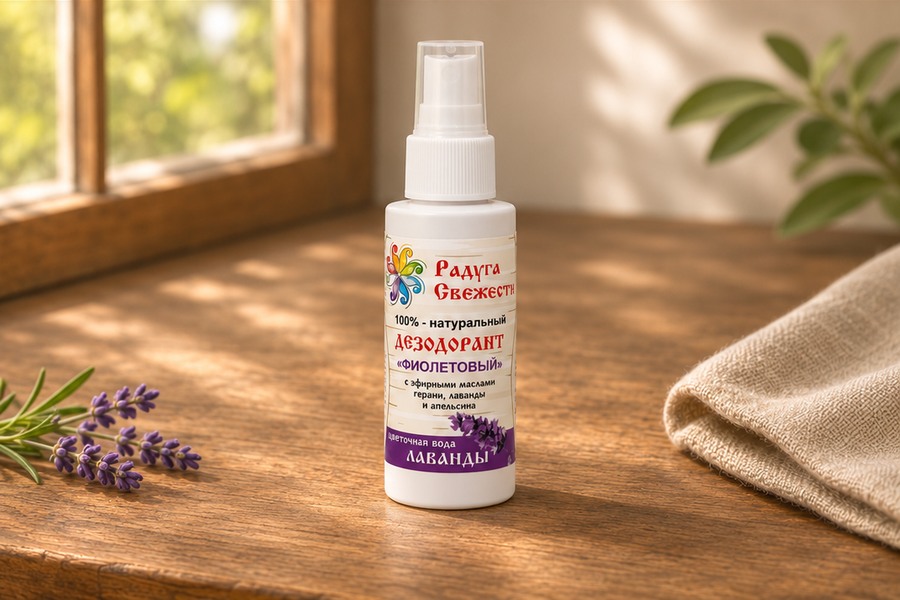 Радуга
Свежести
100% - натуральный
ДЕЗОДОРАНТ
«ФИОЛЕТОВЫЙ»
с эфирными маслами
герани, лаванды
и апельсина
цветочная вода
ЛАВАНДЫ